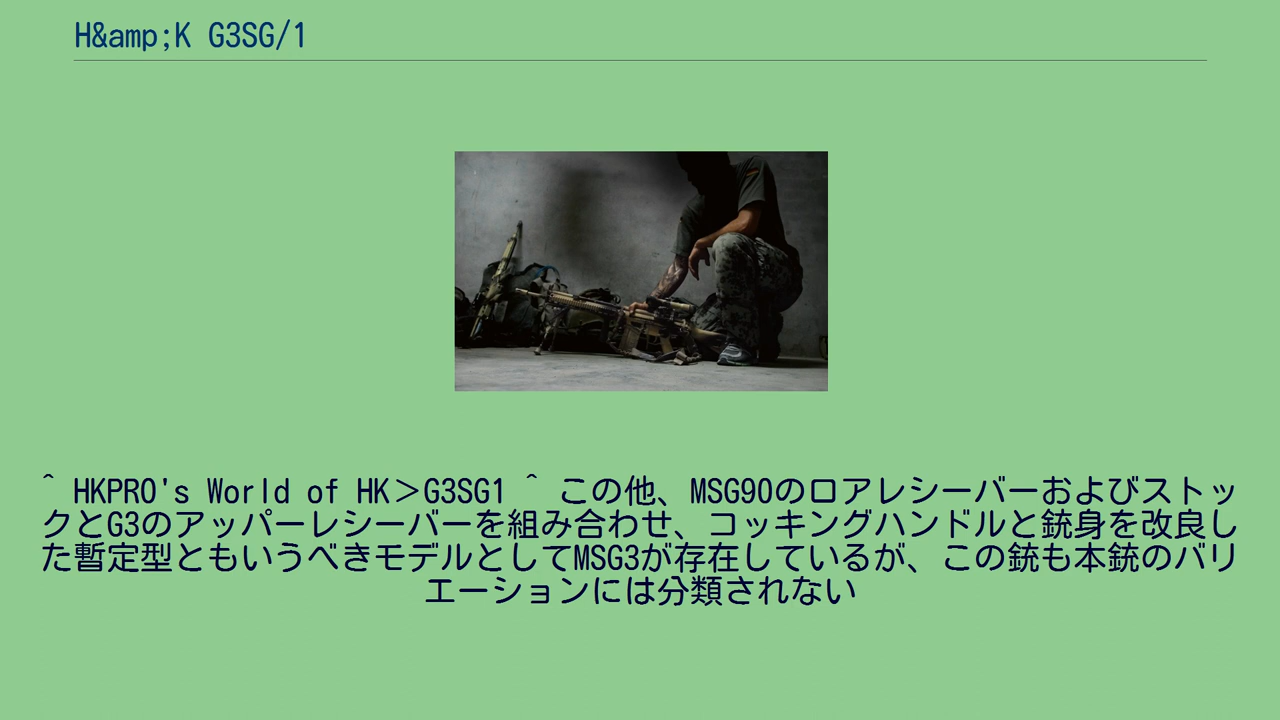 H&amp;K G3SG/1
^ HKPRO's World of HK＞G3SG1 ^ この他、MSG90のロアレシーバーおよびストッ
クとG3のアッパーレシーバーを組み合わせ、コッキングハンドルと銃身を改良し
た暫定型ともいうべきモデルとしてMSG3が存在しているが、この銃も本銃のバリ
エーションには分類されない